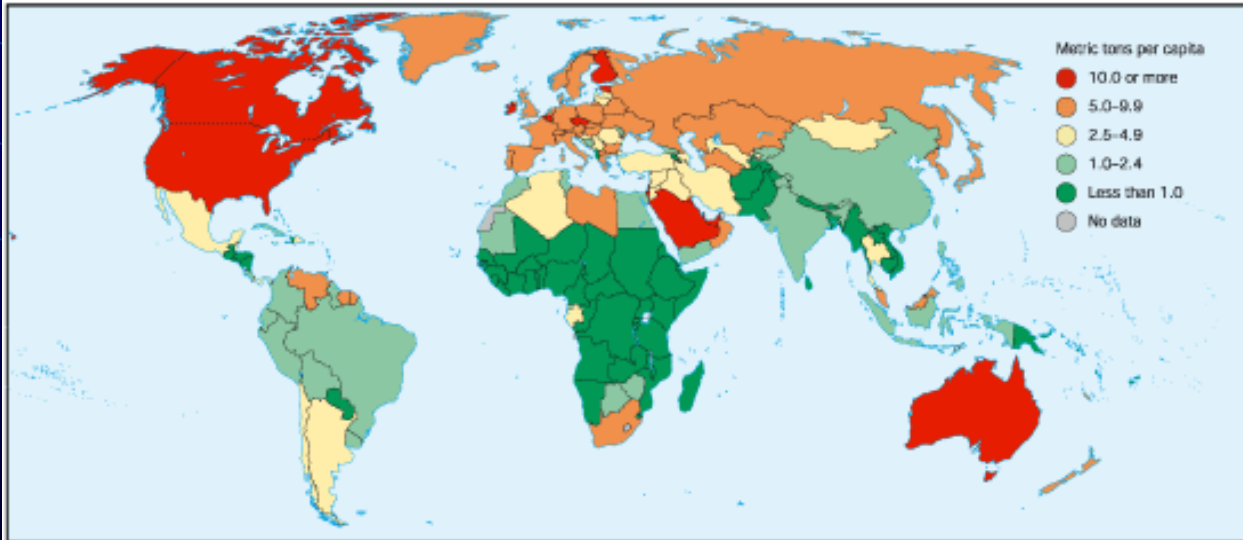 Metric tons per capita
10.0 or more
5.0–9.9
2.5–4.9
1.0–2.4
Less than 1.0
No data